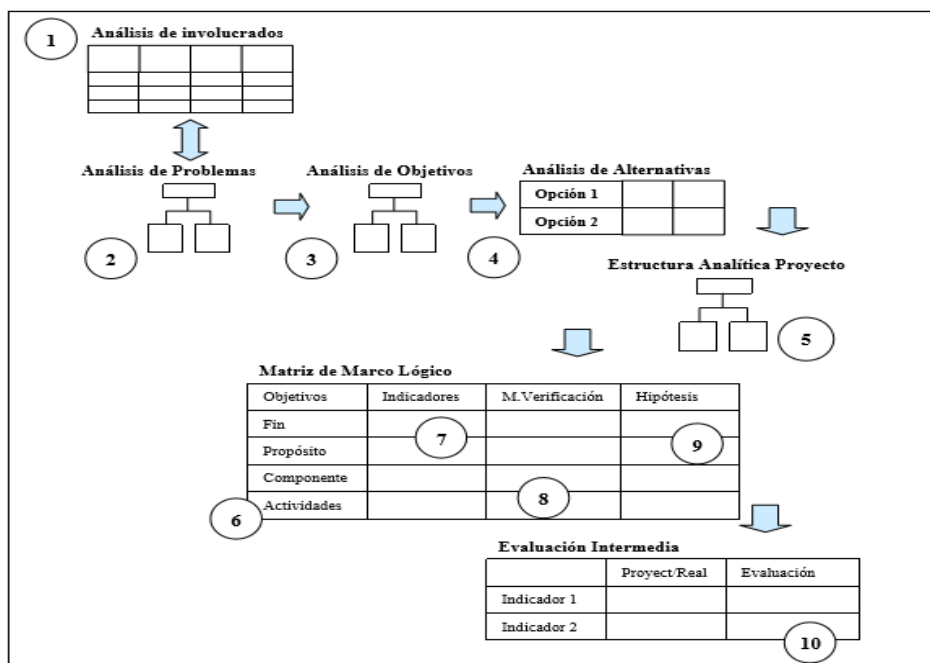 1
Análisis de involucrados
Análisis de Problemas
Análisis de Objetivos
Análisis de Alternativas
Opción 1
Opción 2
2
3
4
Estructura Analítica Proyecto
5
Matriz de Marco Lógico
Objetivos Indicadores M.Verificación Hipótesis
Fin
7
9
Propósito
Componente
8
Actividades
6
Evaluación Intermedia
Proyect/Real Evaluación
Indicador 1
Indicador 2
10